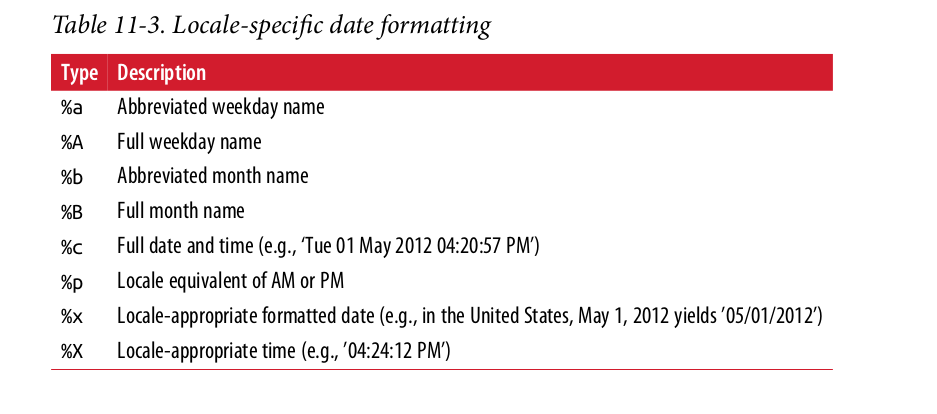 Table 11-3. Locale-specific date formatting
Type Description
%a Abbreviated weekday name
%A Full weekday name
%b Abbreviated month name
%B Full month name
%c Full date and time (e.g., ‘Tue 01 May 2012 04:20:57 PM’)
%p Locale equivalent of AM or PM
%x Locale-appropriate formatted date (e.g., in the United States, May 1, 2012 yields ’05/01/2012’)
%X Locale-appropriate time (e.g., ’04:24:12 PM’)